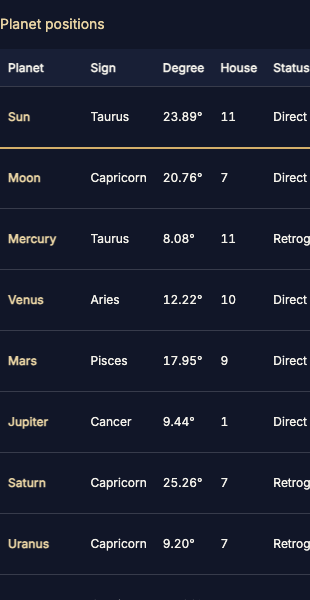 Planet positions
Planet Sign Degree House Status
Sun Taurus 23.89° 11 Direct
Moon Capricorn 20.76° 7 Direct
Mercury Taurus 8.08° 11 Retrog
Venus Aries 12.22° 10 Direct
Mars Pisces 17.95° 9 Direct
Jupiter Cancer 9.44° 1 Direct
Saturn Capricorn 25.26° 7 Retrog
Uranus Capricorn 9.20° 7 Retrog